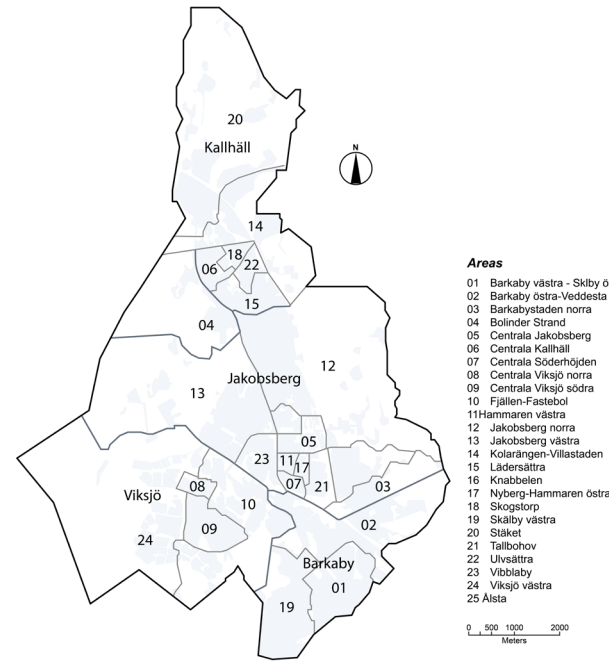 20
Kallhäll
N
14
18
06
22
15
04
12
Jakobsberg
13
05
23
11
17
07
21
03
08
Viksjö
10
09
02
24
Barkaby
01
19
Areas
01 Barkaby västra - Sklby ö
02 Barkaby östra-Veddesta
03 Barkabystaden norra
04 Bolinder Strand
05 Centrala Jakobsberg
06 Centrala Kallhäll
07 Centrala Söderhöjden
08 Centrala Viksjö norra
09 Centrala Viksjö södra
10 Fjällen-Fastebol
11Hammaren västra
12 Jakobsberg norra
13 Jakobsberg västra
14 Kolarängen-Villastaden
15 Lädersättra
16 Knabbelen
17 Nyberg-Hammaren östra
18 Skogstorp
19 Skälby västra
20 Stäket
21 Tallbohov
22 Ulvsättra
23 Vibblaby
24 Viksjö västra
25 Ålsta
0 500 1000 2000
Meters